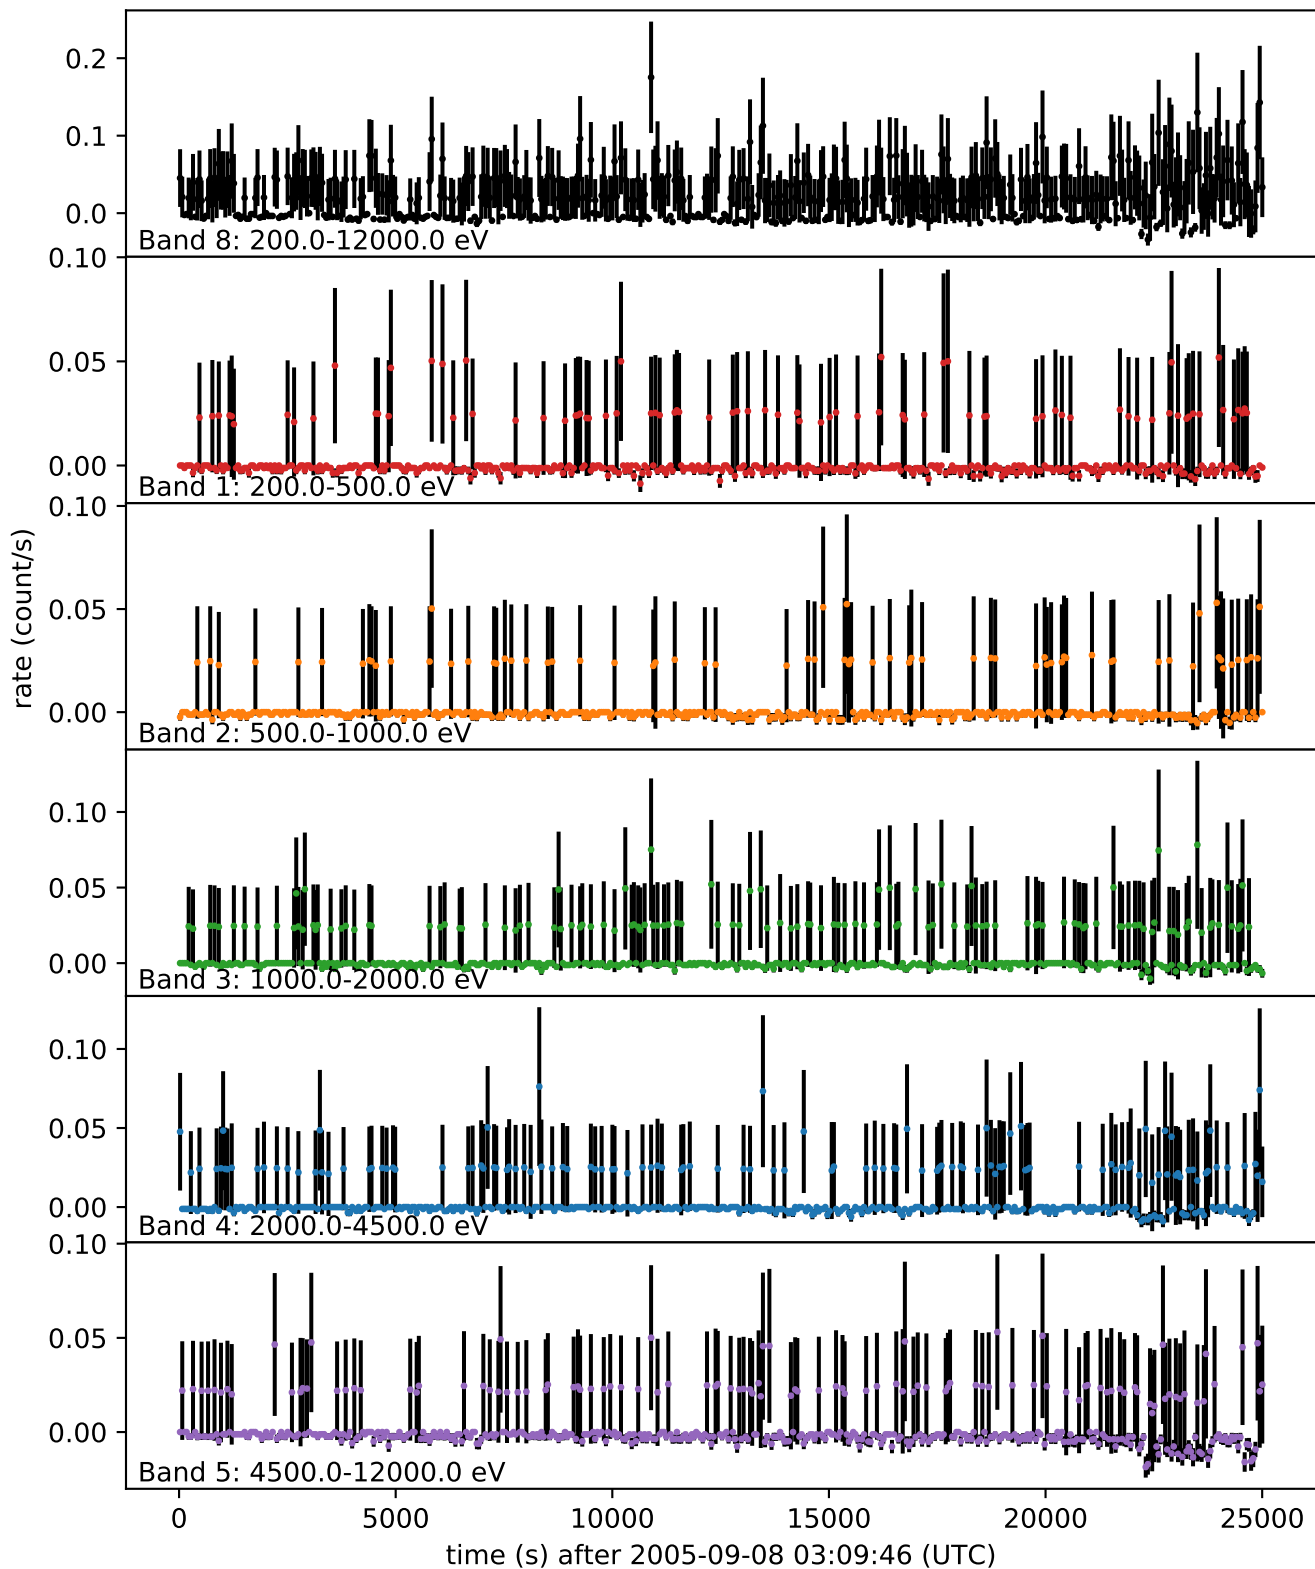 0.2
0.1
0.0
Band 8: 200.0-12000.0 eV
0.10
0.05
0.00
Band 1: 200.0-500.0 eV
0.10
0.05
0.00
Band 2: 500.0-1000.0 eV
rate (count/s)
0.10
0.05
0.00
Band 3: 1000.0-2000.0 eV
0.10
0.05
0.00
Band 4: 2000.0-4500.0 eV
0.10
0.05
0.00
Band 5: 4500.0-12000.0 eV
0 5000 10000 15000 20000 25000
time (s) after 2005-09-08 03:09:46 (UTC)